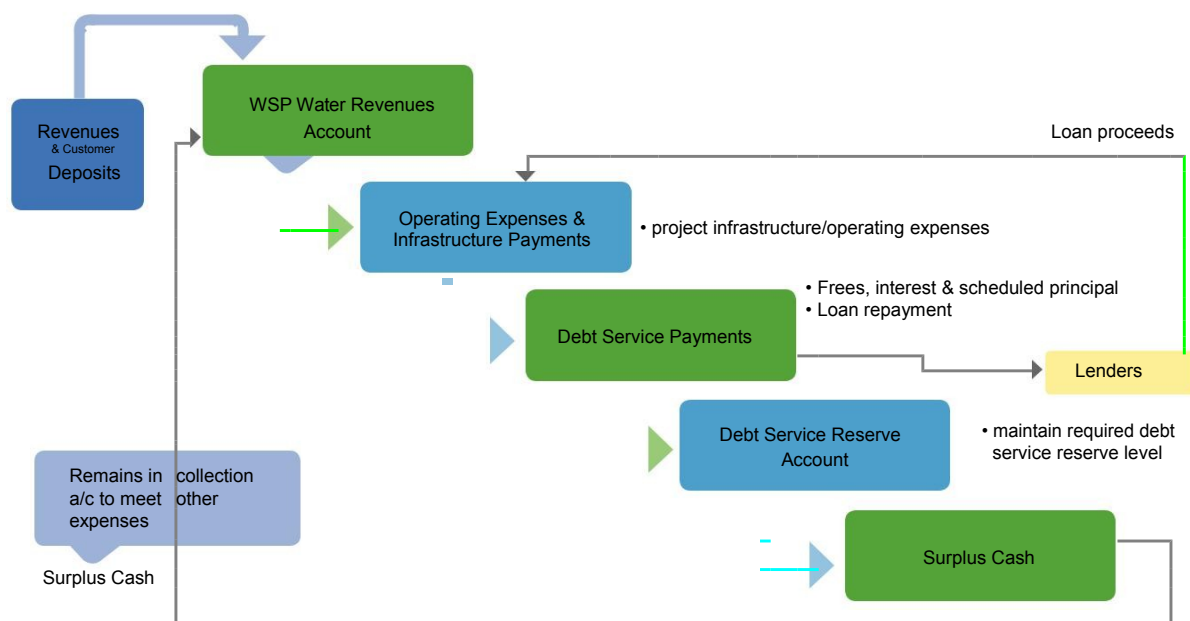 WSP Water Revenues
Account
Revenues
& Customer
Deposits
Loan proceeds
Operating Expenses &
Infrastructure Payments
• project infrastructure/operating expenses
• Frees, interest & scheduled principal
• Loan repayment
Debt Service Payments
Lenders
Debt Service Reserve
Account
• maintain required debt
service reserve level
Remains in collection
a/c to meet other
expenses
Surplus Cash
Surplus Cash